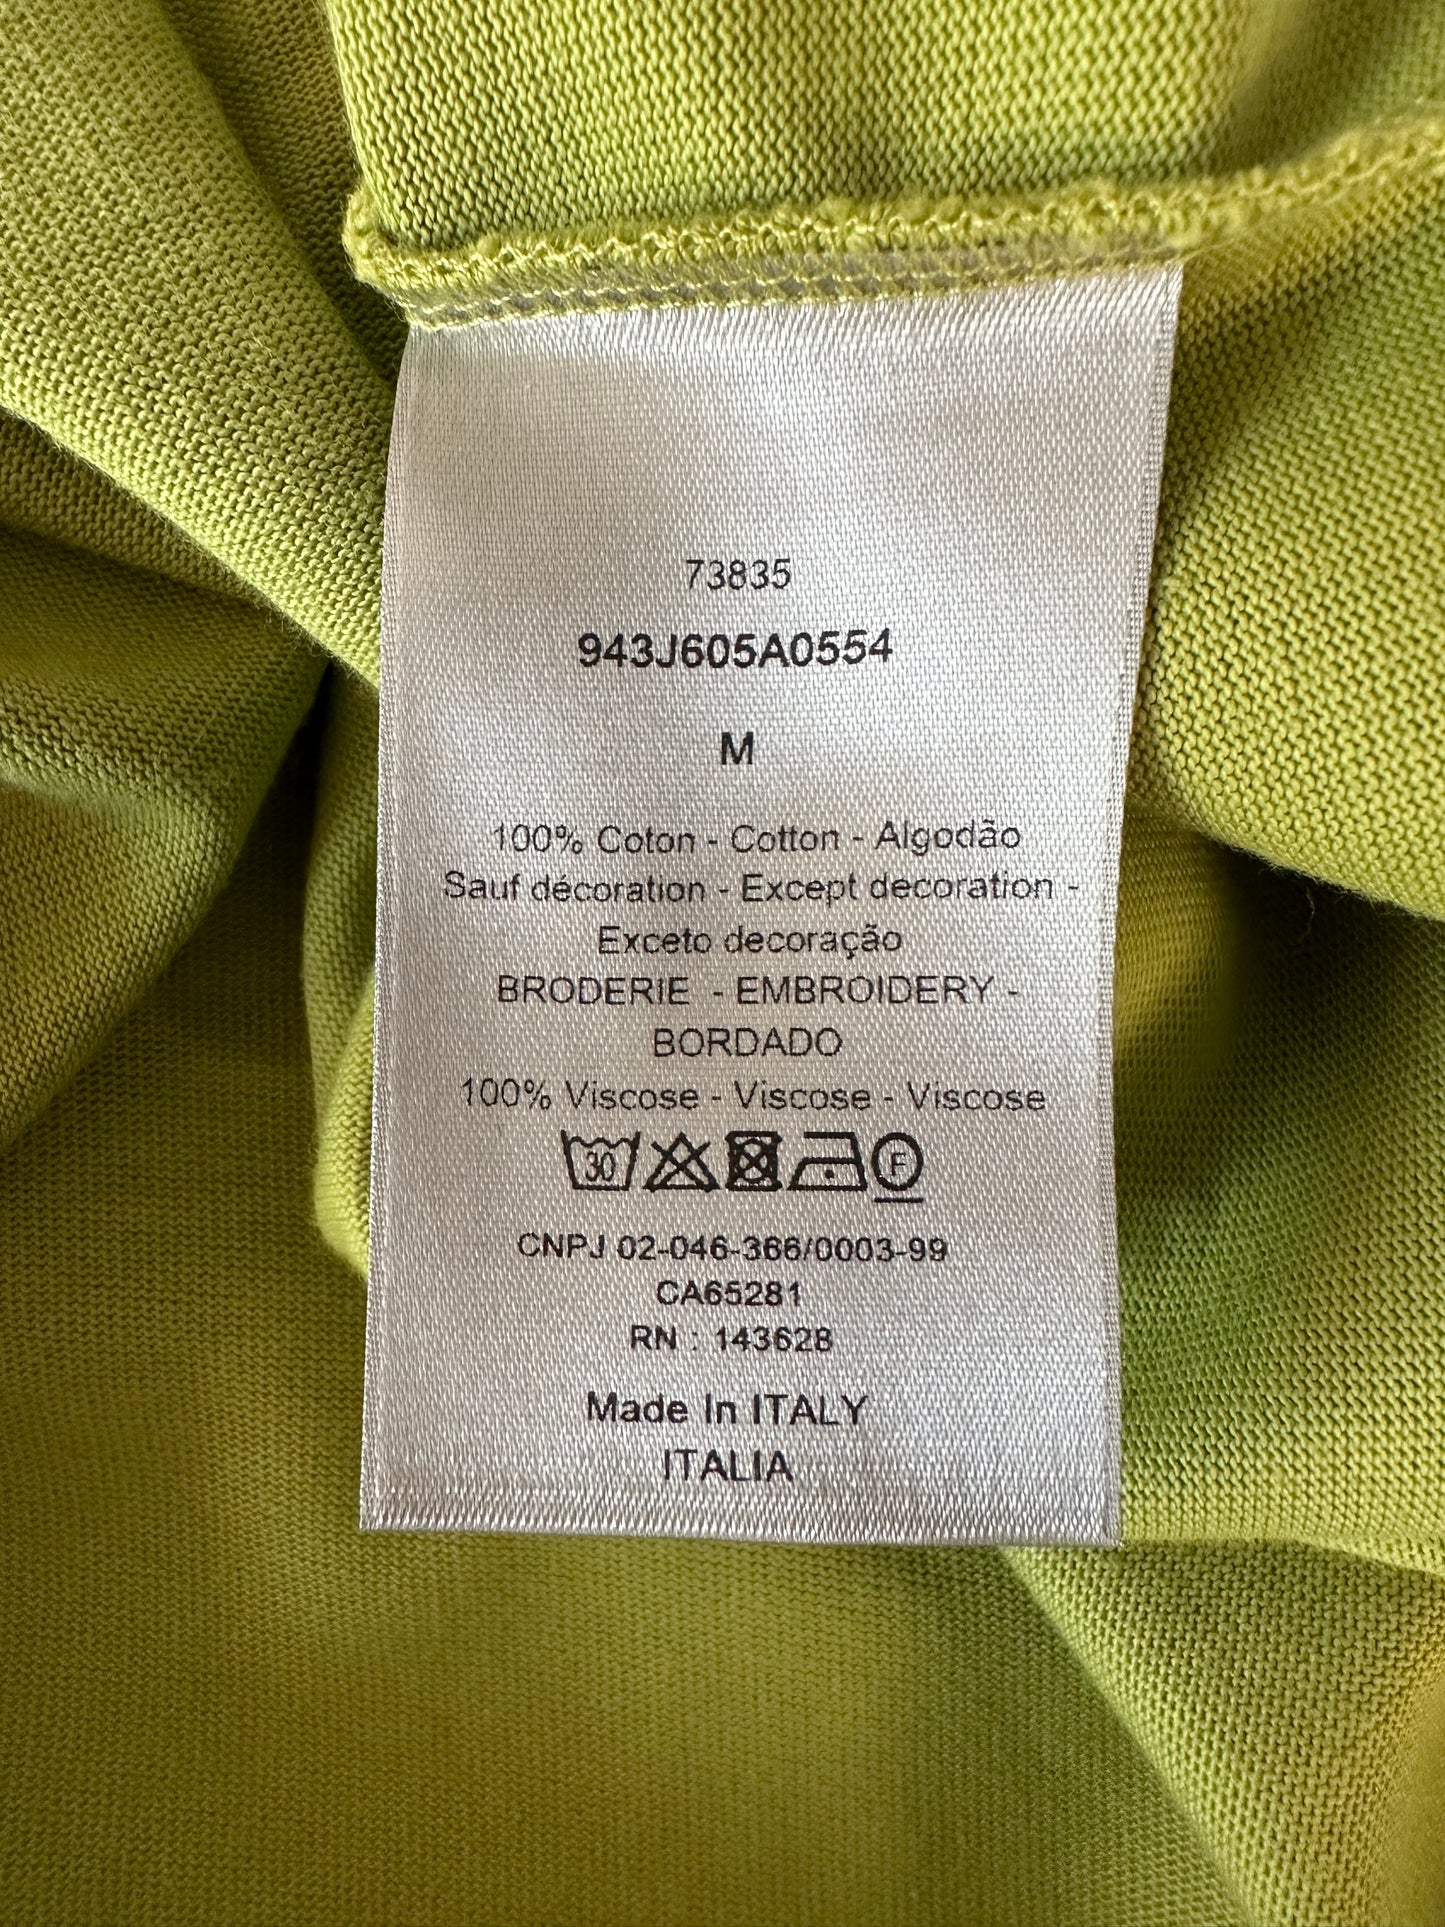 73835
943J605A0554
M
100% Coton - Cotton - Algodão
Sauf décoration - Except decoration -
Exceto decoração
BRODERIE - EMBROIDERY -
BORDADO
100% Viscose - Viscose - Viscose
30 F
CNPJ 02-046-366/0003-99
CA65281
RN : 143628
Made In ITALY
ITALIA